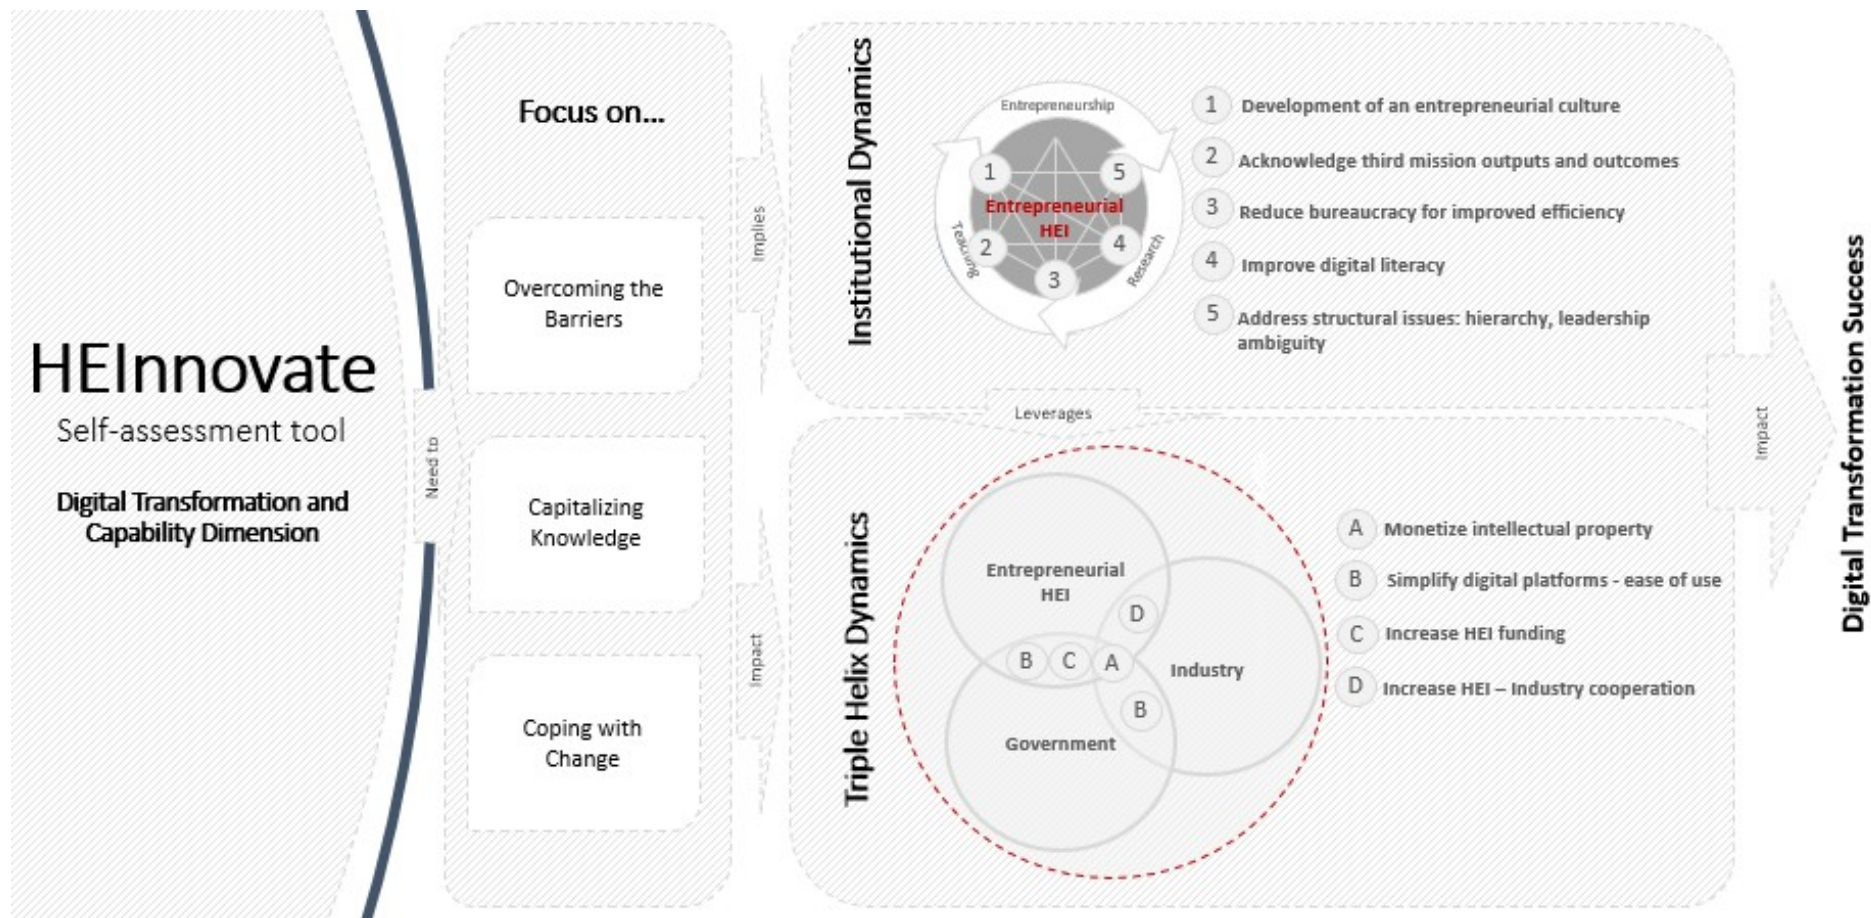 HEInnovate
Self-assessment tool
Digital Transformation and
Capability Dimension
Need to
Focus on...
Overcoming the
Barriers
Capitalizing
Knowledge
Coping with
Change
Implies
Impact
Institutional Dynamics
Entrepreneurship
Teaching
Research
1
5
Entrepreneurial
HEI
2
4
3
1 Development of an entrepreneurial culture
2 Acknowledge third mission outputs and outcomes
3 Reduce bureaucracy for improved efficiency
4 Improve digital literacy
5 Address structural issues: hierarchy, leadership
ambiguity
Leverages
Triple Helix Dynamics
Entrepreneurial
HEI
D
B C A
Industry
B
Government
A Monetize intellectual property
B Simplify digital platforms - ease of use
C Increase HEI funding
D Increase HEI – Industry cooperation
Impact
Digital Transformation Success